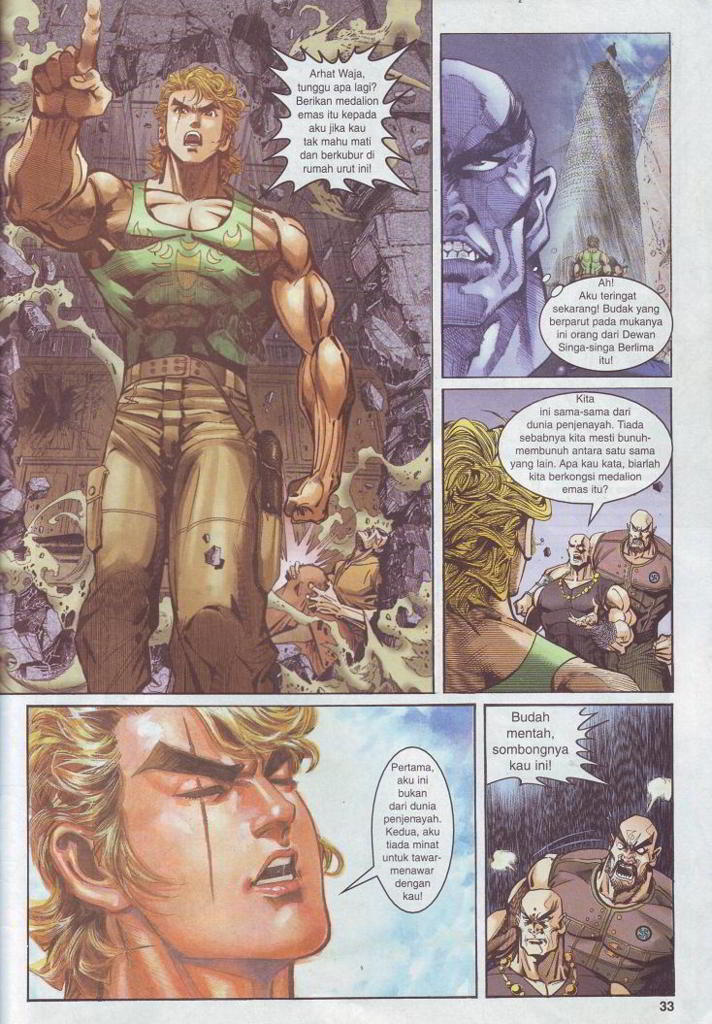 Arhat Waja,
tunggu apa lagi?
Berikan medalion
emas itu kepada
aku jika kau
tak mahu mati
dan berkubur di
rumah urut ini!
Ah!
Aku teringat
sekarang! Budak yang
berparut pada mukanya
ini orang dari Dewan
Singa-singa Berlima
itu!
Kita
ini sama-sama dari
dunia penjenayah. Tiada
sebabnya kita mesti bunuh-
membunuh antara satu sama
yang lain. Apa kau kata, biarlah
kita berkongsi medalion
emas itu?
Pertama,
aku ini
bukan
dari dunia
penjenayah.
Kedua, aku
tiada minat
untuk tawar-
menawar
dengan
kau!
Budah
mentah,
sombongnya
kau ini!
33